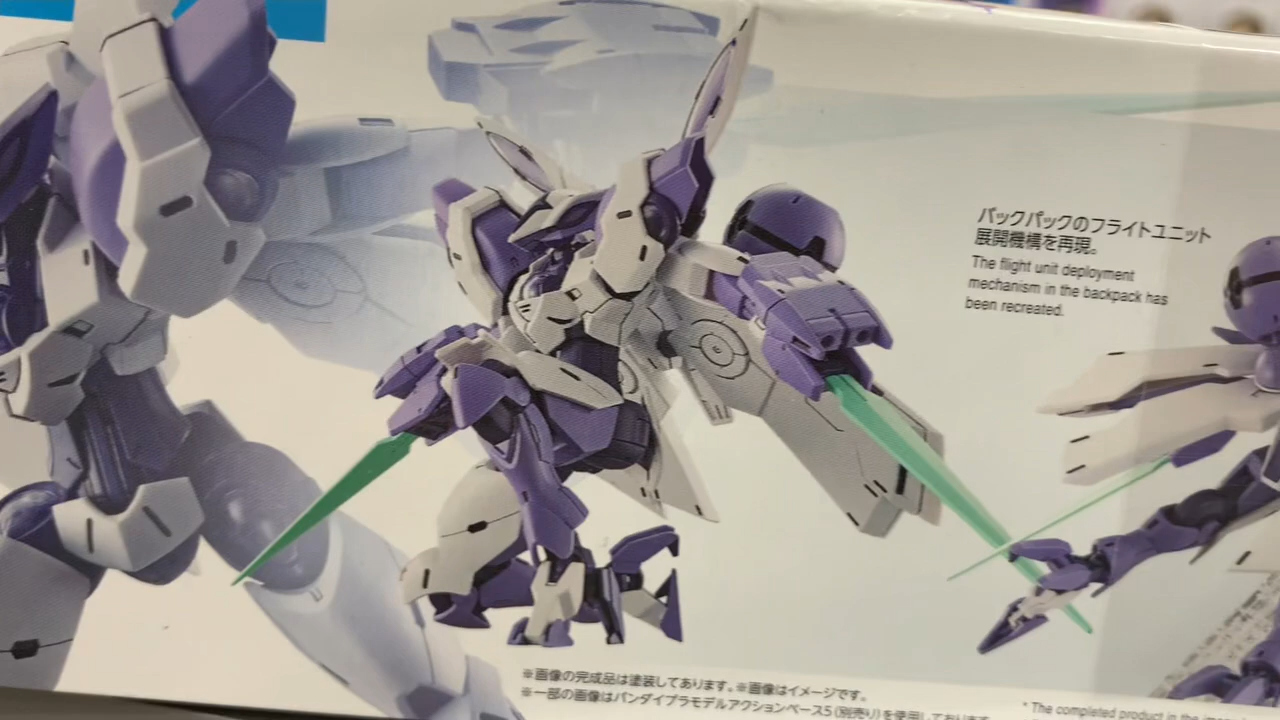 バックパックのフライトユニット
展開機構を再現。
The flight unit deployment
mechanism in the backpack has
been recreated.
※画像の完成品は塗装してあります。※画像はイメージです。
※一部の画像はバンダイプラモデルアクションベース5（別売り）を使用しております。
* The completed product in the